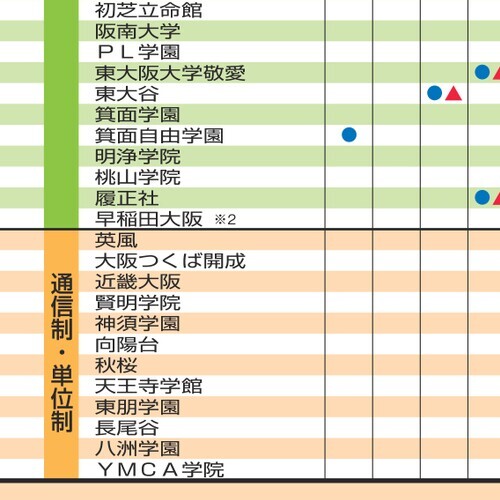 初芝立命館
阪南大学
ＰＬ学園
東大阪大学敬愛
東大谷
箕面学園
箕面自由学園
明浄学院
桃山学院
履正社
早稲田大阪 ※2
通信制・単位制
英風
大阪つくば開成
近畿大阪
賢明学院
神須学園
向陽台
秋桜
天王寺学館
東朋学園
長尾谷
八洲学園
ＹＭＣＡ学院